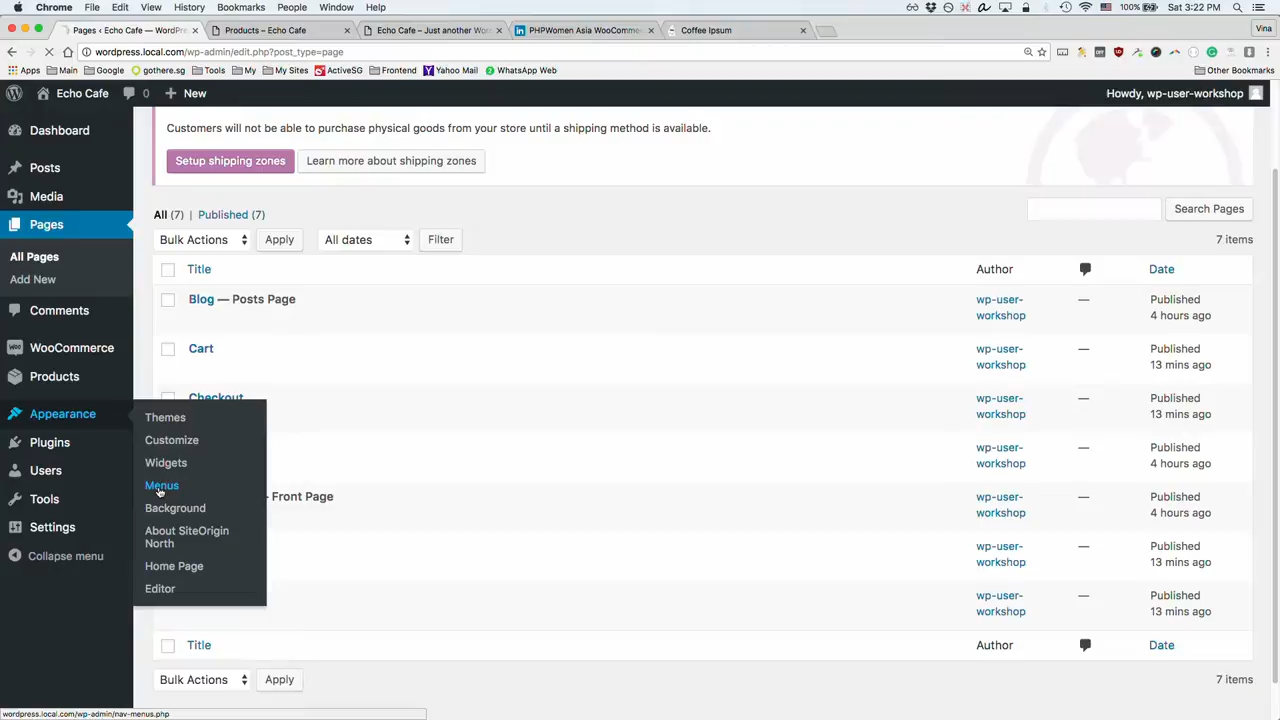 Chrome File Edit View History Bookmarks People Window Help 100% Sat 3:22 PM
Pages ‹ Echo Cafe — WordPre Products – Echo Cafe Echo Cafe – Just another Wor PHPWomen Asia WooComme Coffee Ipsum Vina
wordpress.local.com/wp-admin/edit.php?post_type=page
Apps Main Google gothere.sg Tools My My Sites ActiveSG Frontend Yahoo Mail WhatsApp Web Other Bookmarks
Echo Cafe 0 New Howdy, wp-user-workshop
Dashboard
Posts
Media
Pages
All Pages
Add New
Comments
WooCommerce
Products
Appearance
Plugins
Users
Tools
Settings
Collapse menu
Themes
Customize
Widgets
Menus
Background
About SiteOrigin
North
Home Page
Editor
Customers will not be able to purchase physical goods from your store until a shipping method is available.
Setup shipping zones Learn more about shipping zones
All (7) | Published (7)
Search Pages
Bulk Actions Apply All dates Filter 7 items
Title Author Date
Blog — Posts Page wp-user- — Published
workshop 4 hours ago
Cart wp-user- — Published
workshop 13 mins ago
Checkout wp-user- — Published
workshop 13 mins ago
wp-user- — Published
workshop 4 hours ago
Front Page wp-user- — Published
workshop 4 hours ago
wp-user- — Published
workshop 13 mins ago
wp-user- — Published
workshop 13 mins ago
Title Author Date
Bulk Actions Apply 7 items
wordpress.local.com/wp-admin/nav-menus.php